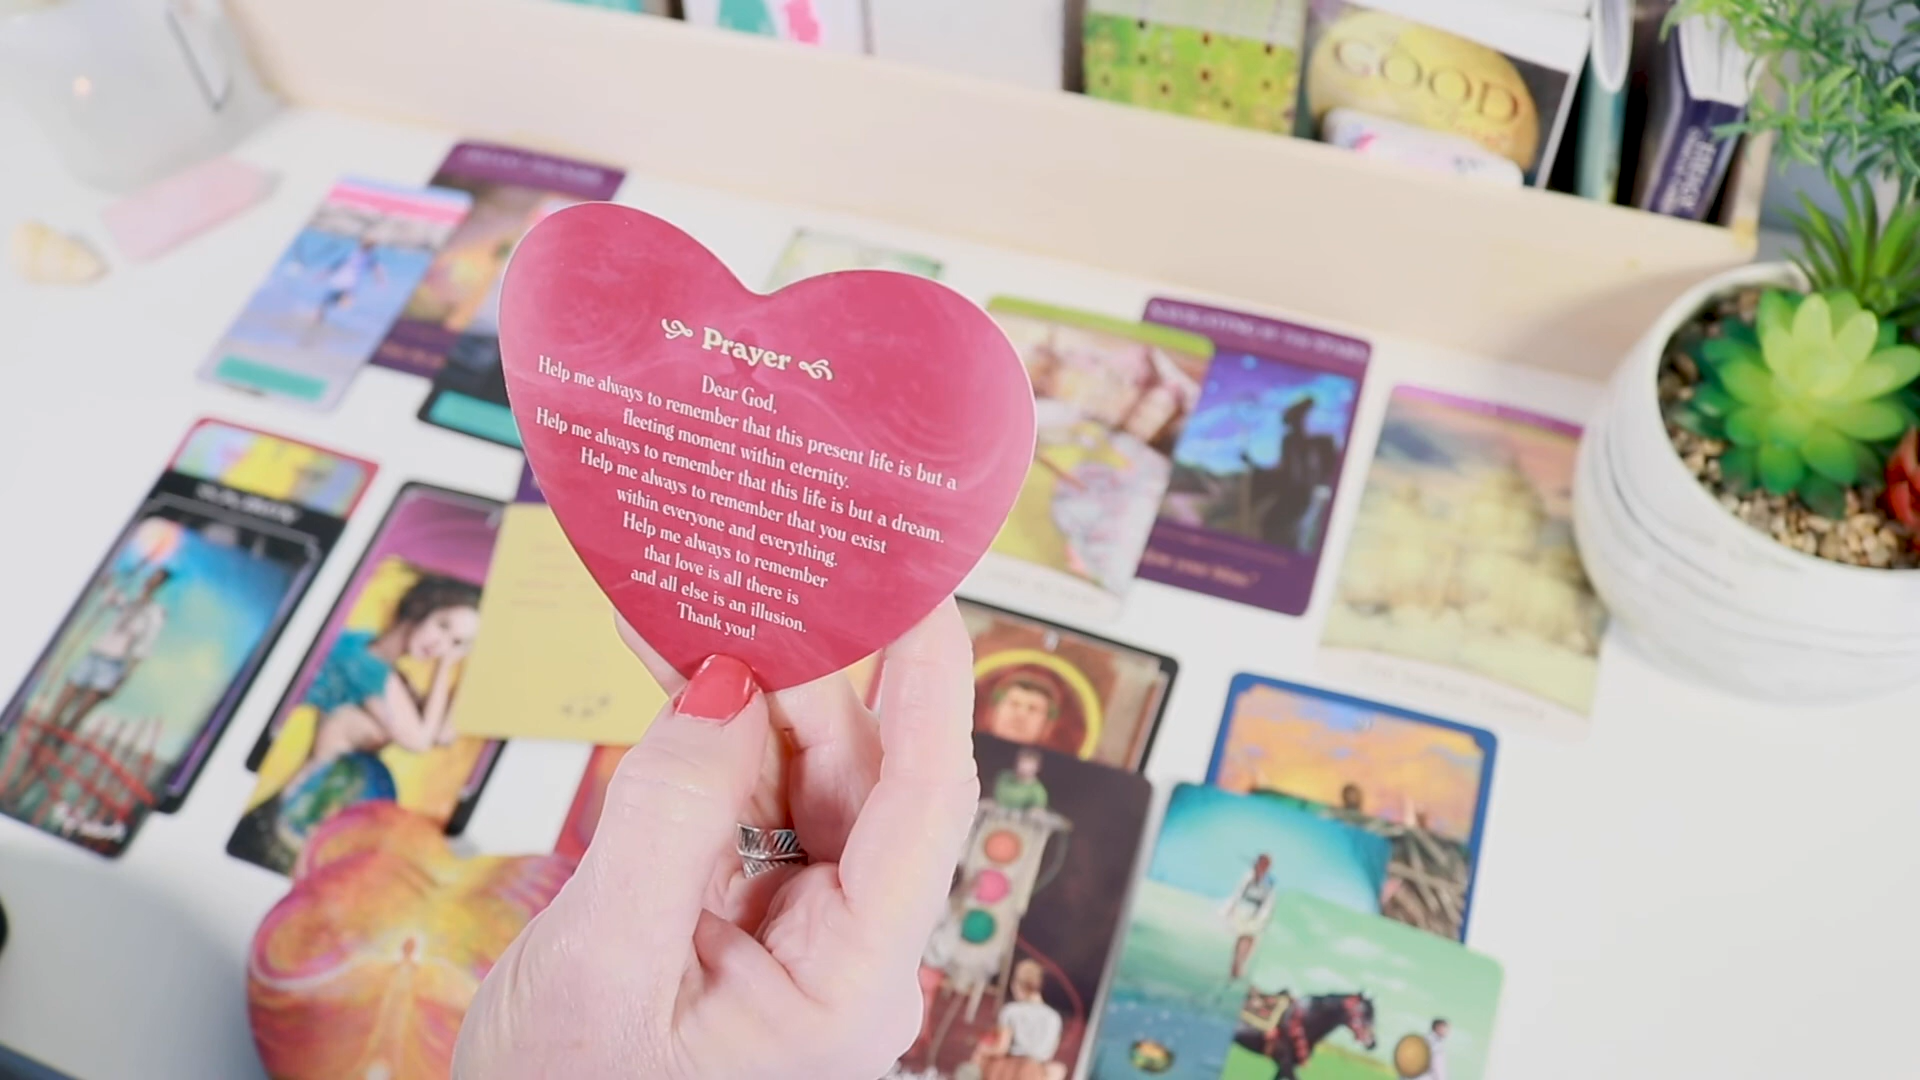 GOOD
Prayer
Dear God,
Help me always to remember that this present life is but a
fleeting moment within eternity.
Help me always to remember that this life is but a dream.
Help me always to remember that you exist
within everyone and everything.
Help me always to remember
that love is all there is
and all else is an illusion.
Thank you!